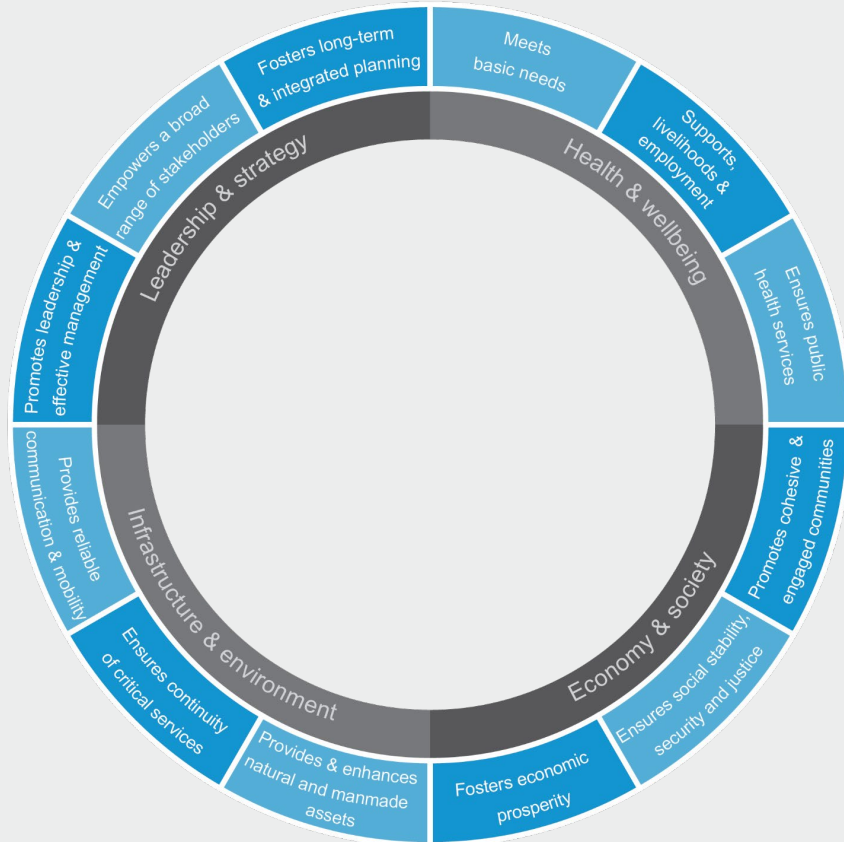 Meets
basic needs
Supports,
livelihoods &
employment
Ensures public
health services
Promotes cohesive &
engaged communities
Ensures social stability,
security and justice
Fosters economic
prosperity
Provides & enhances
natural and manmade
assets
Ensures continuity
of critical services
Provides reliable
communication & mobility
Promotes leadership &
effective management
Empowers a broad
range of stakeholders
Fosters long-term
& integrated planning
Health & wellbeing
Economy & society
Infrastructure & environment
Leadership & strategy